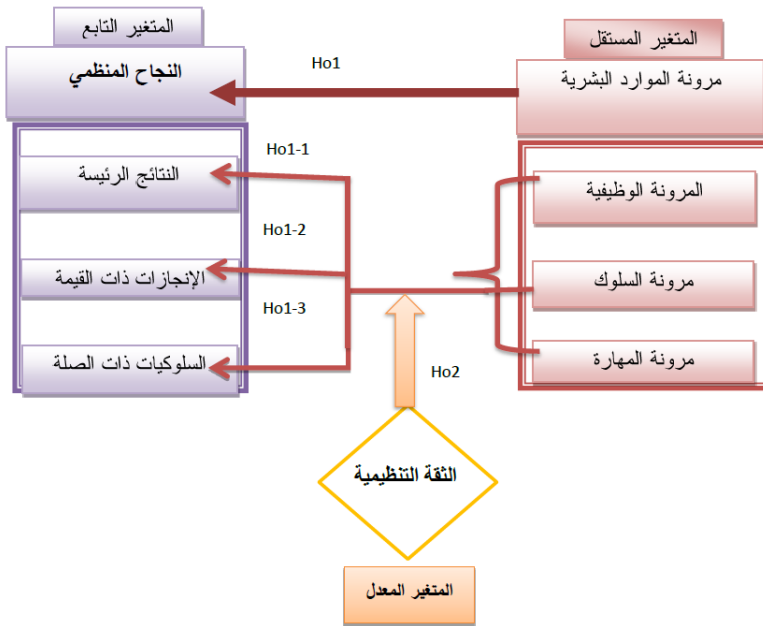 المتغير المستقل
المتغير التابع
مرونة الموارد البشرية
Ho1
النجاح المنظمي
المرونة الوظيفية
مرونة السلوك
مرونة المهارة
Ho1-1
النتائج الرئيسة
Ho1-2
الإنجازات ذات القيمة
Ho1-3
السلوكيات ذات الصلة
Ho2
الثقة التنظيمية
المتغير المعدل